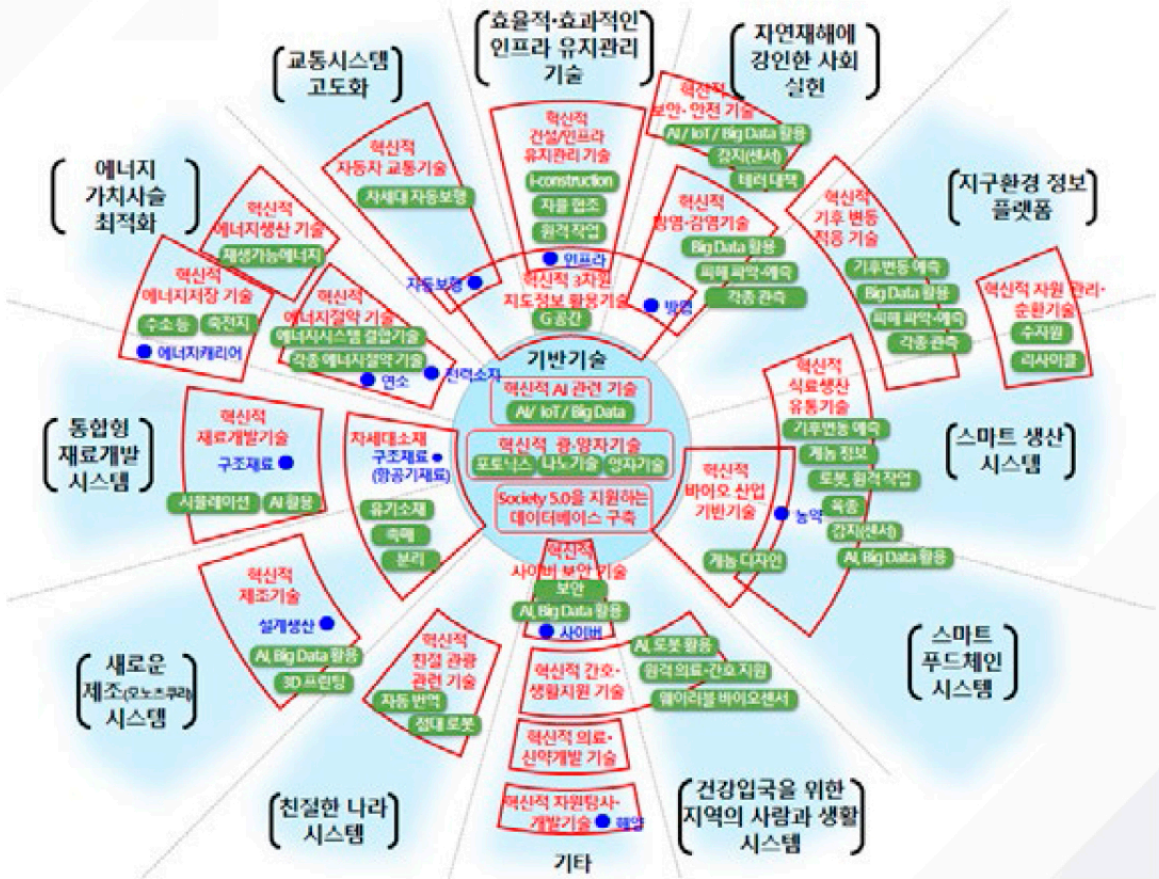 효율적·효과적인
인프라 유지관리
기술
자연재해에
강인한 사회
실현
교통시스템
고도화
에너지
가치사슬
최적화
지구환경 정보
플랫폼
통합형
재료개발
시스템
스마트 생산
시스템
새로운
제조(모노츠쿠리)
시스템
스마트
푸드체인
시스템
친절한 나라
시스템
건강입국을 위한
지역의 사람과 생활
시스템
기타
혁신적
자동차 교통기술
차세대 자동보행
자동보행
혁신적
건설/인프라
유지관리 기술
i-construction
자율 협조
원격 작업
인프라
혁신적 3차원
지도정보 활용기술
G공간
혁신적
보안·안전 기술
AI / IoT / Big Data 활용
감지(센서)
테러 대책
혁신적
방영·감영기술
Big Data 활용
피해 파악·예측
각종 관측
방영
혁신적
기후 변동
적응 기술
기후변동 예측
Big Data 활용
피해 파악·예측
각종 관측
혁신적 자원 관리·
순환기술
수자원
리사이클
혁신적
에너지생산 기술
재생가능에너지
혁신적
에너지저장 기술
수소 등
축전지
에너지캐리어
혁신적
에너지절약 기술
에너지시스템 결합기술
각종 에너지절약 기술
연소
전력소자
기반기술
혁신적 AI 관련 기술
AI/ IoT / Big Data
혁신적 광·양자기술
포토닉스
나노기술
양자기술
Society 5.0을 지원하는
데이터베이스 구축
혁신적
재료개발기술
구조재료
시뮬레이션
AI 활용
차세대소재
구조재료
(항공기재료)
유기소재
촉매
분리
혁신적
식료생산
유통기술
기후변동 예측
게놈 정보
로봇, 원격 작업
육종
감지(센서)
AI, Big Data 활용
혁신적
바이오 산업
기반기술
농약
게놈 디자인
혁신적
제조기술
설계생산
AI, Big Data 활용
3D 프린팅
혁신적
친절 관광
관련 기술
자동 번역
접대 로봇
혁신적
사이버 보안 기술
보안
AI, Big Data 활용
사이버
혁신적 간호·
생활지원 기술
AI, 로봇 활용
원격 의료·간호 지원
웨어러블 바이오센서
혁신적 의료·
신약개발 기술
혁신적 자원탐사·
개발기술
해양